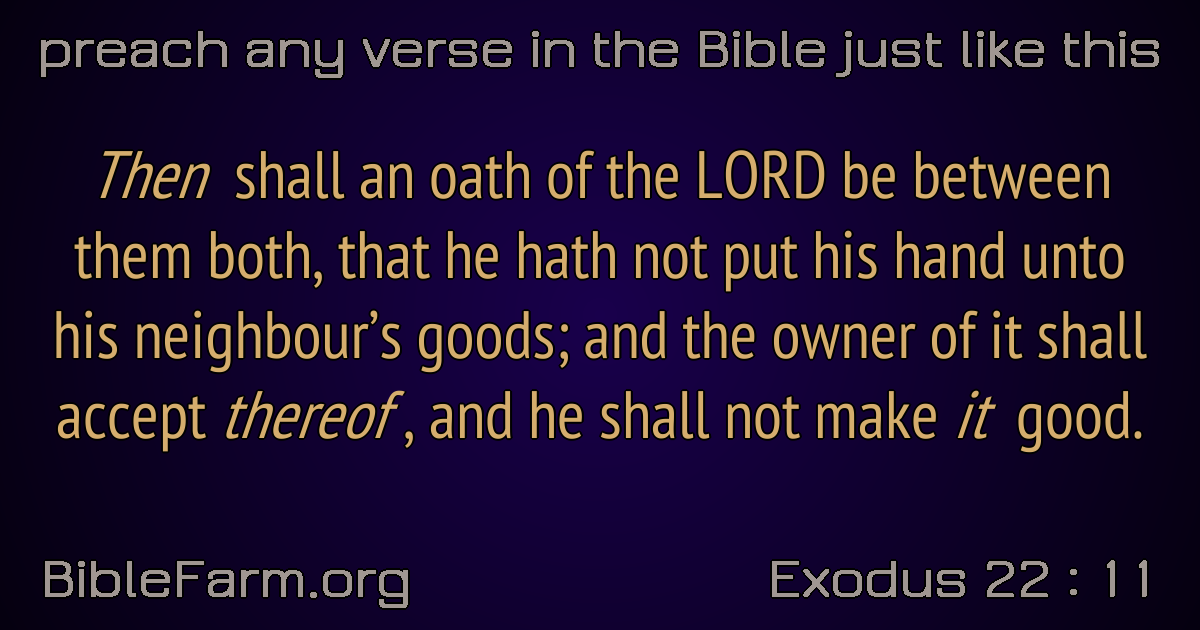 preach any verse in the Bible just like this
Then shall an oath of the LORD be between
them both, that he hath not put his hand unto
his neighbour’s goods; and the owner of it shall
accept thereof , and he shall not make it good.
BibleFarm.org
Exodus 22 : 11